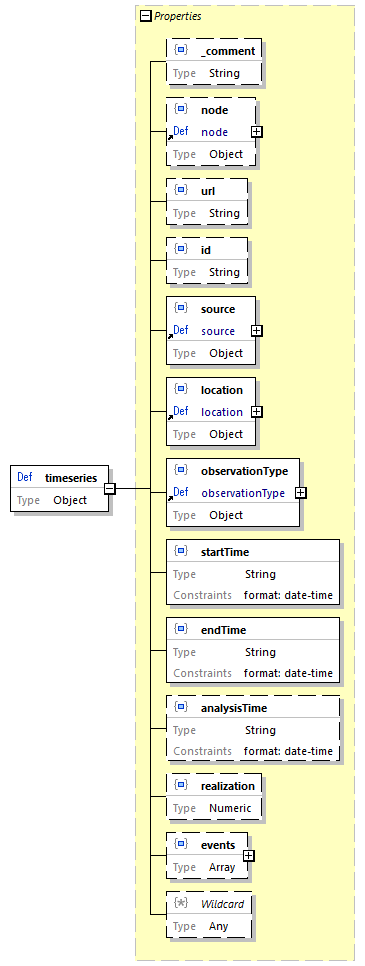 Properties
_comment
Type String
node
Def node
Type Object
url
Type String
id
Type String
source
Def source
Type Object
location
Def location
Type Object
Def timeseries
Type Object
observationType
Def observationType
Type Object
startTime
Type String
Constraints format: date-time
endTime
Type String
Constraints format: date-time
analysisTime
Type String
Constraints format: date-time
realization
Type Numeric
events
Type Array
Wildcard
Type Any